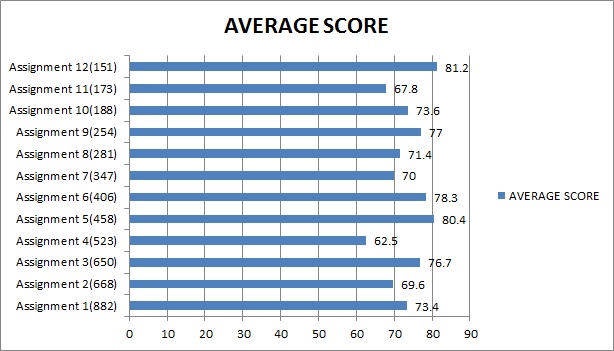 AVERAGE SCORE
Assignment 12(151) 81.2
Assignment 11(173) 67.8
Assignment 10(188) 73.6
Assignment 9(254) 77
Assignment 8(281) 71.4
Assignment 7(347) 70
Assignment 6(406) 78.3
Assignment 5(458) 80.4
Assignment 4(523) 62.5
Assignment 3(650) 76.7
Assignment 2(668) 69.6
Assignment 1(882) 73.4
0 10 20 30 40 50 60 70 80 90
AVERAGE SCORE